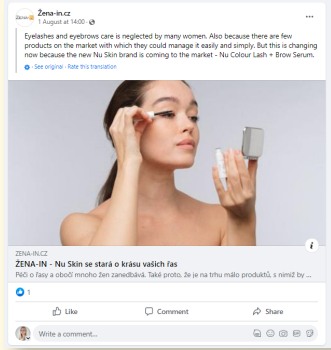 Žena-in.cz
1 August at 14:00 ·
Eyelashes and eyebrows care is neglected by many women. Also because there are few
products on the market with which they could manage it easily and simply. But this is changing
now because the new Nu Skin brand is coming to the market - Nu Colour Lash + Brow Serum.
· See original · Rate this translation
ZENA-IN.CZ
ŽENA-IN - Nu Skin se stará o krásu vašich řas
Péči o řasy a obočí mnoho žen zanedbává. Také proto, že je na trhu málo produktů, s nimiž by ...
1
Like Comment Share
Write a comment...